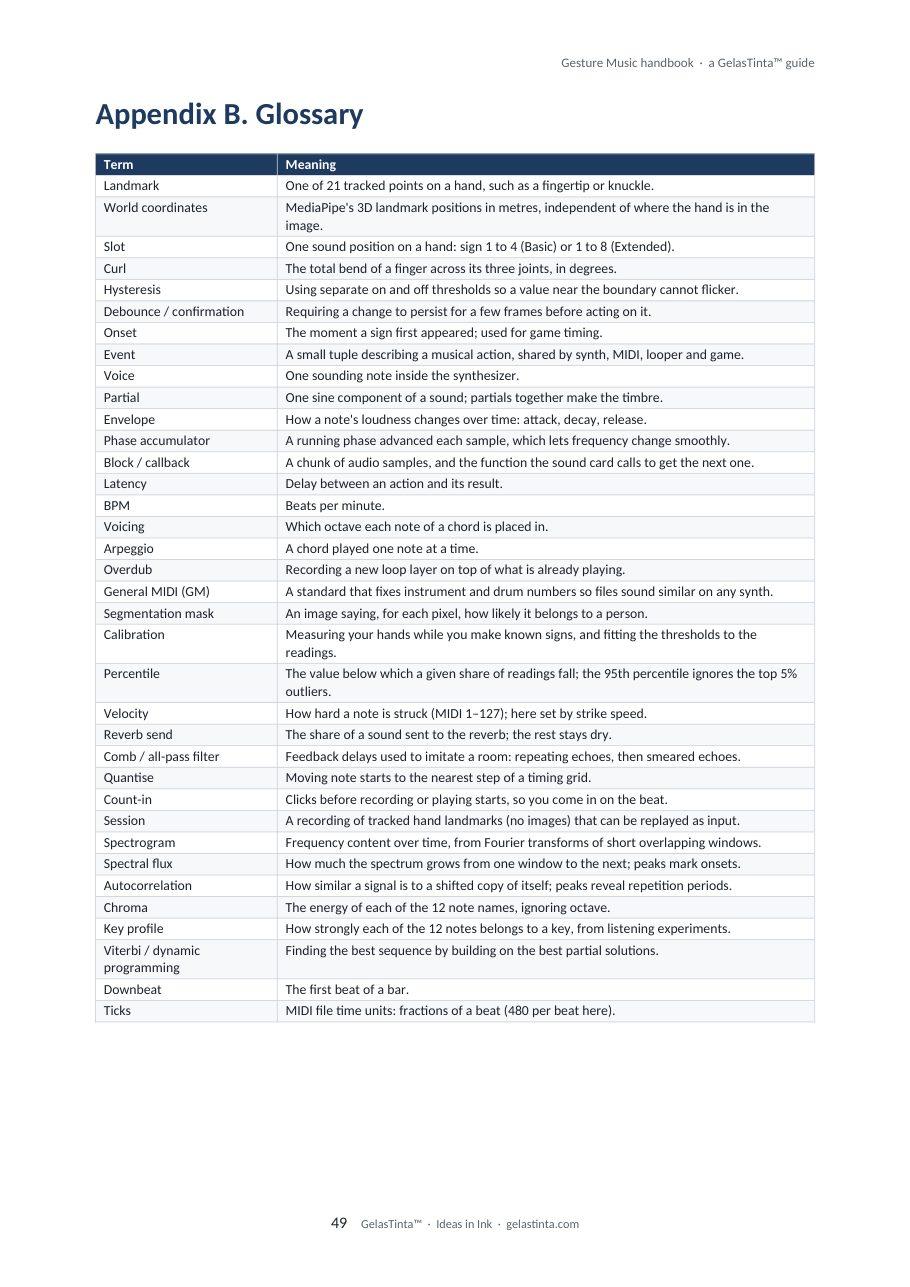 Gesture Music handbook · a GelasTinta™ guide
Appendix B. Glossary
Term Meaning
Landmark One of 21 tracked points on a hand, such as a fingertip or knuckle.
World coordinates MediaPipe's 3D landmark positions in metres, independent of where the hand is in the
image.
Slot One sound position on a hand: sign 1 to 4 (Basic) or 1 to 8 (Extended).
Curl The total bend of a finger across its three joints, in degrees.
Hysteresis Using separate on and off thresholds so a value near the boundary cannot flicker.
Debounce / confirmation Requiring a change to persist for a few frames before acting on it.
Onset The moment a sign first appeared; used for game timing.
Event A small tuple describing a musical action, shared by synth, MIDI, looper and game.
Voice One sounding note inside the synthesizer.
Partial One sine component of a sound; partials together make the timbre.
Envelope How a note's loudness changes over time: attack, decay, release.
Phase accumulator A running phase advanced each sample, which lets frequency change smoothly.
Block / callback A chunk of audio samples, and the function the sound card calls to get the next one.
Latency Delay between an action and its result.
BPM Beats per minute.
Voicing Which octave each note of a chord is placed in.
Arpeggio A chord played one note at a time.
Overdub Recording a new loop layer on top of what is already playing.
General MIDI (GM) A standard that fixes instrument and drum numbers so files sound similar on any synth.
Segmentation mask An image saying, for each pixel, how likely it belongs to a person.
Calibration Measuring your hands while you make known signs, and fitting the thresholds to the
readings.
Percentile The value below which a given share of readings fall; the 95th percentile ignores the top 5%
outliers.
Velocity How hard a note is struck (MIDI 1–127); here set by strike speed.
Reverb send The share of a sound sent to the reverb; the rest stays dry.
Comb / all-pass filter Feedback delays used to imitate a room: repeating echoes, then smeared echoes.
Quantise Moving note starts to the nearest step of a timing grid.
Count-in Clicks before recording or playing starts, so you come in on the beat.
Session A recording of tracked hand landmarks (no images) that can be replayed as input.
Spectrogram Frequency content over time, from Fourier transforms of short overlapping windows.
Spectral flux How much the spectrum grows from one window to the next; peaks mark onsets.
Autocorrelation How similar a signal is to a shifted copy of itself; peaks reveal repetition periods.
Chroma The energy of each of the 12 note names, ignoring octave.
Key profile How strongly each of the 12 notes belongs to a key, from listening experiments.
Viterbi / dynamic Finding the best sequence by building on the best partial solutions.
programming
Downbeat The first beat of a bar.
Ticks MIDI file time units: fractions of a beat (480 per beat here).
49 GelasTinta™ · Ideas in Ink · gelastinta.com